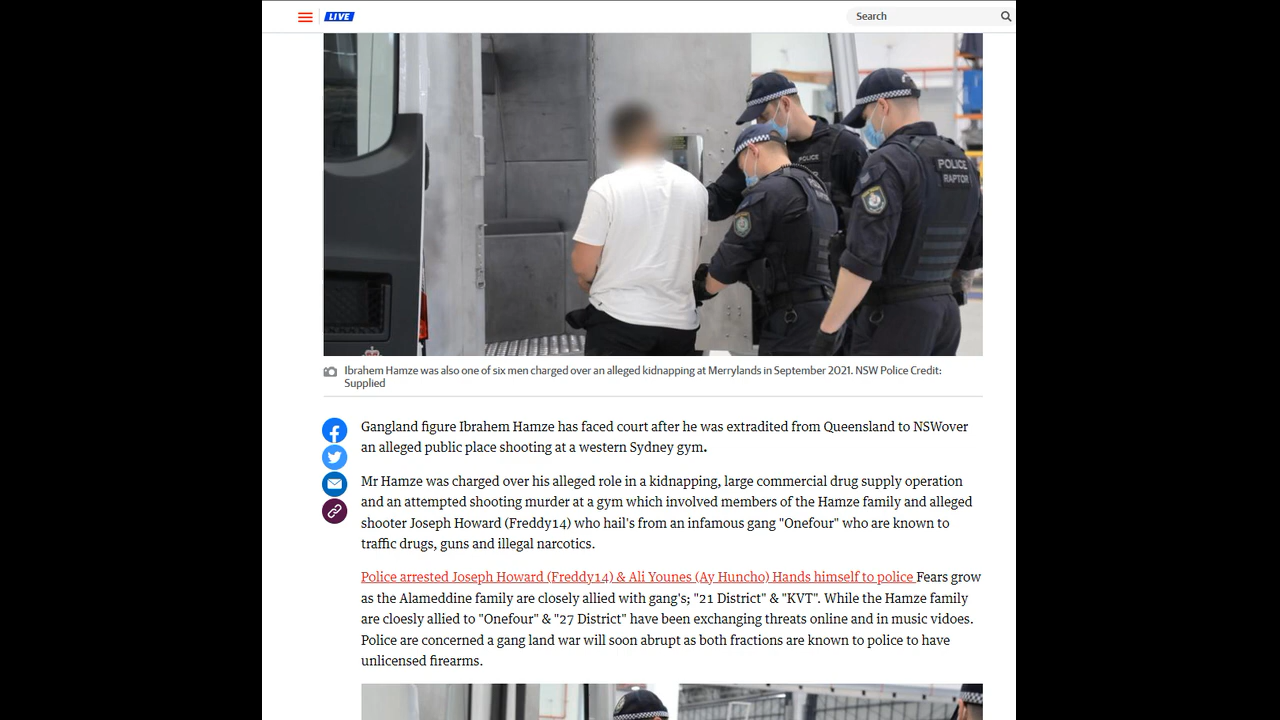 LIVE
Search
POLICE
POLICE
RAPTOR
Ibrahem Hamze was also one of six men charged over an alleged kidnapping at Merrylands in September 2021. NSW Police Credit:
Supplied
Gangland figure Ibrahem Hamze has faced court after he was extradited from Queensland to NSWover
an alleged public place shooting at a western Sydney gym.
Mr Hamze was charged over his alleged role in a kidnapping, large commercial drug supply operation
and an attempted shooting murder at a gym which involved members of the Hamze family and alleged
shooter Joseph Howard (Freddy14) who hail's from an infamous gang "Onefour" who are known to
traffic drugs, guns and illegal narcotics.
Police arrested Joseph Howard (Freddy14) & Ali Younes (Ay Huncho) Hands himself to police Fears grow
as the Alameddine family are closely allied with gang's; "21 District" & "KVT". While the Hamze family
are cloesly allied to "Onefour" & "27 District" have been exchanging threats online and in music vidoes.
Police are concerned a gang land war will soon abrupt as both fractions are known to police to have
unlicensed firearms.